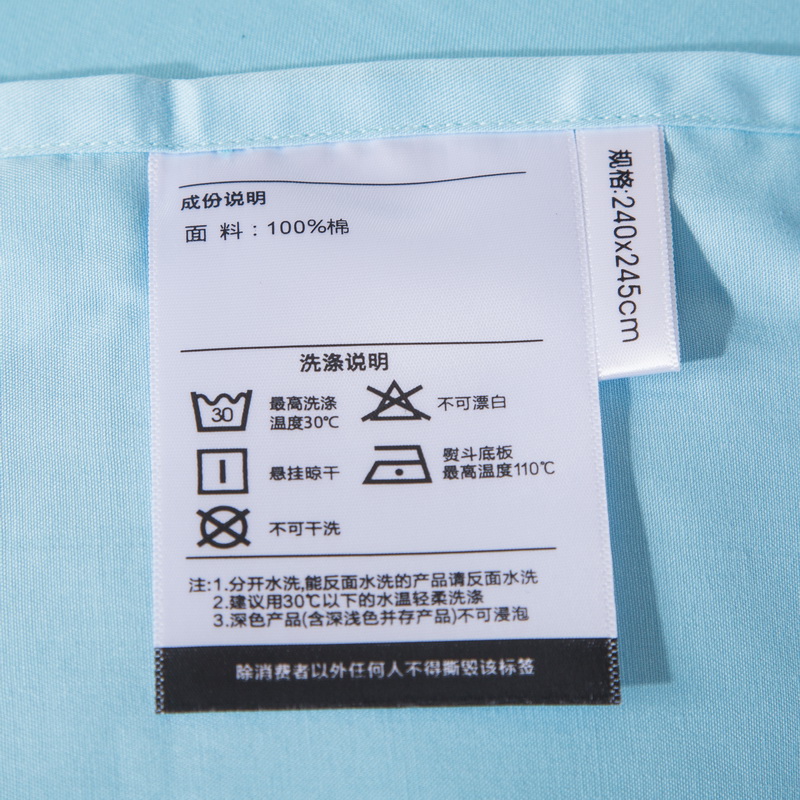 成份说明
面 料：100%棉
规格:240x245cm
洗涤说明
30
最高洗涤
温度30℃
不可漂白
悬挂晾干
熨斗底板
最高温度110℃
不可干洗
注:1.分开水洗,能反面水洗的产品请反面水洗
2.建议用30℃以下的水温轻柔洗涤
3.深色产品(含深浅色并存产品)不可浸泡
除消费者以外任何人不得撕毁该标签